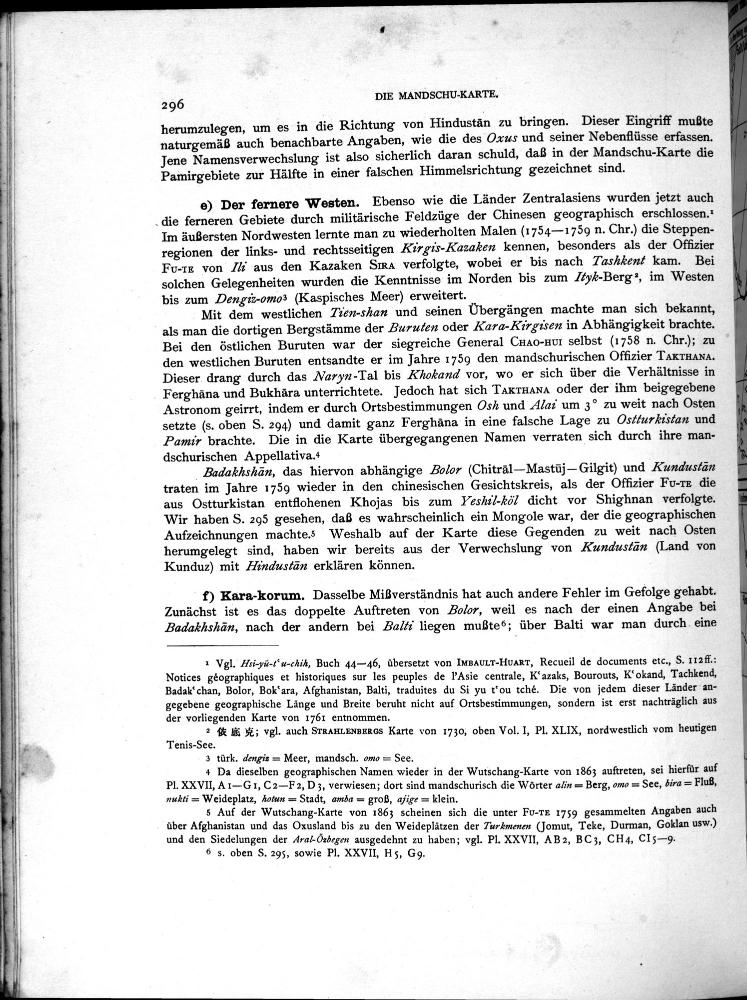 296
DIE MANDSCHU-KARTE.
herumzulegen, um es in die Richtung von Hindustān zu bringen. Dieser Eingriff mußte
naturgemäß auch benachbarte Angaben, wie die des Oxus und seiner Nebenflüsse erfassen.
Jene Namensverwechslung ist also sicherlich daran schuld, daß in der Mandschu-Karte die
Pamirgebiete zur Hälfte in einer falschen Himmelsrichtung gezeichnet sind.
e) Der fernere Westen. Ebenso wie die Länder Zentralasiens wurden jetzt auch
die ferneren Gebiete durch militärische Feldzüge der Chinesen geographisch erschlossen.¹
Im äußersten Nordwesten lernte man zu wiederholten Malen (1754—1759 n. Chr.) die Steppen-
regionen der links- und rechtsseitigen Kirgis-Kazaken kennen, besonders als der Offizier
FU-TE von Ili aus den Kazaken SIRA verfolgte, wobei er bis nach Tashkent kam. Bei
solchen Gelegenheiten wurden die Kenntnisse im Norden bis zum Ityk-Berg², im Westen
bis zum Dengiz-omo³ (Kaspisches Meer) erweitert.
Mit dem westlichen Tien-shan und seinen Übergängen machte man sich bekannt,
als man die dortigen Bergstämme der Buruten oder Kara-Kirgisen in Abhängigkeit brachte.
Bei den östlichen Buruten war der siegreiche General CHAO-HUI selbst (1758 n. Chr.); zu
den westlichen Buruten entsandte er im Jahre 1759 den mandschurischen Offizier TAKTHANA.
Dieser drang durch das Naryn-Tal bis Khokand vor, wo er sich über die Verhältnisse in
Ferghāna und Bukhāra unterrichtete. Jedoch hat sich TAKTHANA oder der ihm beigegebene
Astronom geirrt, indem er durch Ortsbestimmungen Osh und Alai um 3° zu weit nach Osten
setzte (s. oben S. 294) und damit ganz Ferghāna in eine falsche Lage zu Ostturkistan und
Pamir brachte. Die in die Karte übergegangenen Namen verraten sich durch ihre man-
dschurischen Appellativa.⁴
Badakhshān, das hiervon abhängige Bolor (Chitrāl—Mastūj—Gilgit) und Kundustān
traten im Jahre 1759 wieder in den chinesischen Gesichtskreis, als der Offizier FU-TE die
aus Ostturkistan entflohenen Khojas bis zum Yeshil-köl dicht vor Shighnan verfolgte.
Wir haben S. 295 gesehen, daß es wahrscheinlich ein Mongole war, der die geographischen
Aufzeichnungen machte.⁵ Weshalb auf der Karte diese Gegenden zu weit nach Osten
herumgelegt sind, haben wir bereits aus der Verwechslung von Kundustān (Land von
Kunduz) mit Hindustān erklären können.
f) Kara-korum. Dasselbe Mißverständnis hat auch andere Fehler im Gefolge gehabt.
Zunächst ist es das doppelte Auftreten von Bolor, weil es nach der einen Angabe bei
Badakhshān, nach der andern bei Balti liegen mußte⁶; über Balti war man durch eine
¹ Vgl. Hsi-yü-t'u-chih, Buch 44—46, übersetzt von IMBAULT-HUART, Recueil de documents etc., S. 112ff.:
Notices géographiques et historiques sur les peuples de l'Asie centrale, K'azaks, Bourouts, K'okand, Tachkend,
Badak'chan, Bolor, Bok'ara, Afghanistan, Balti, traduites du Si yu t'ou tché. Die von jedem dieser Länder an-
gegebene geographische Länge und Breite beruht nicht auf Ortsbestimmungen, sondern ist erst nachträglich aus
der vorliegenden Karte von 1761 entnommen.
² 依 底 克; vgl. auch STRAHLENBERGS Karte von 1730, oben Vol. I, Pl. XLIX, nordwestlich vom heutigen
Tenis-See.
³ türk. dengiz = Meer, mandsch. omo = See.
⁴ Da dieselben geographischen Namen wieder in der Wutschang-Karte von 1863 auftreten, sei hierfür auf
Pl. XXVII, A1—G1, C2—F2, D3, verwiesen; dort sind mandschurisch die Wörter alin = Berg, omo = See, bira = Fluß,
nukti = Weideplatz, hotun = Stadt, amba = groß, ajige = klein.
⁵ Auf der Wutschang-Karte von 1863 scheinen sich die unter FU-TE 1759 gesammelten Angaben auch
über Afghanistan und das Oxusland bis zu den Weideplätzen der Turkmenen (Jomut, Teke, Durman, Goklan usw.)
und den Siedelungen der Aral-Özbegen ausgedehnt zu haben; vgl. Pl. XXVII, AB2, BC3, CH4, CI5—9.
⁶ s. oben S. 295, sowie Pl. XXVII, H5, G9.